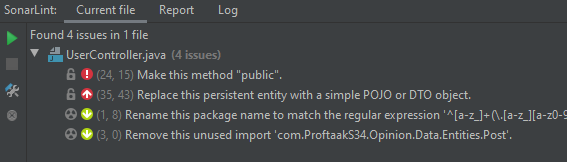 SonarLint: Current file Report Log
Found 4 issues in 1 file
UserController.java (4 issues)
(24, 15) Make this method "public".
(35, 43) Replace this persistent entity with a simple POJO or DTO object.
(1, 8) Rename this package name to match the regular expression '^[a-z_]+(\.[a-z_][a-z0-9
(3, 0) Remove this unused import 'com.ProftaakS34.Opinion.Data.Entities.Post'.